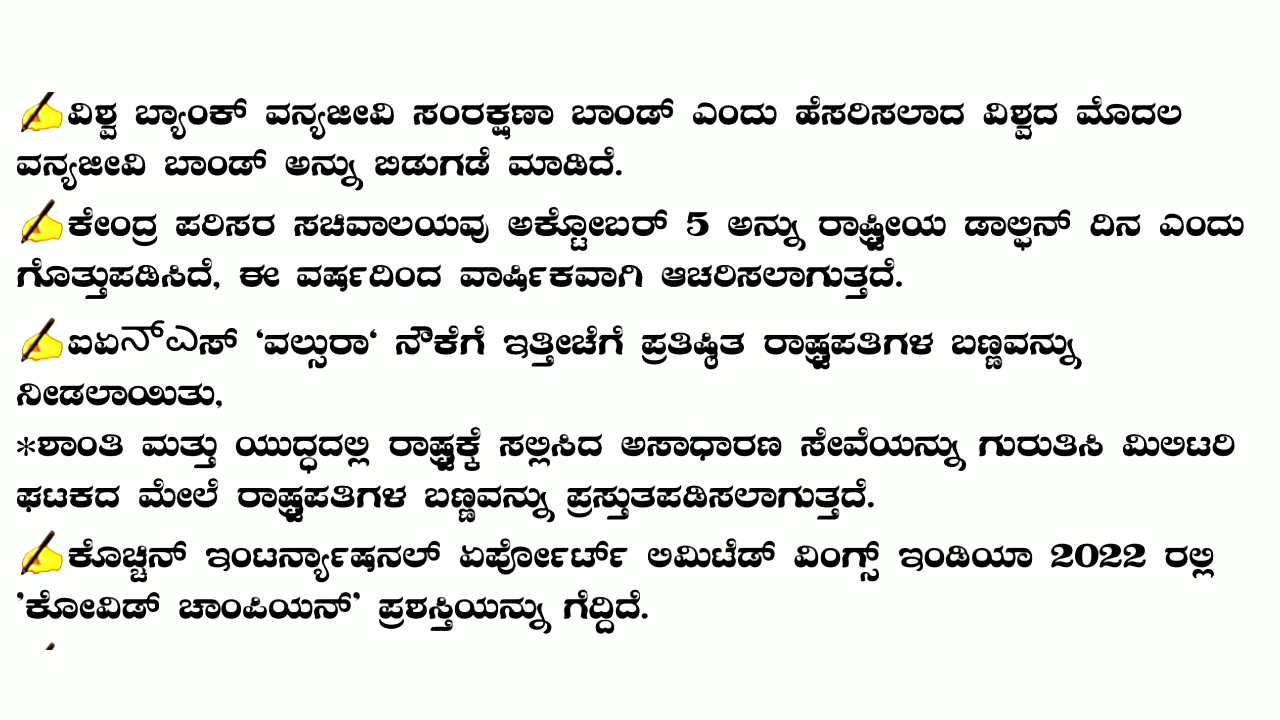 ✍️ವಿಶ್ವ ಬ್ಯಾಂಕ್ ವನ್ಯಜೀವಿ ಸಂರಕ್ಷಣಾ ಬಾಂಡ್ ಎಂದು ಹೆಸರಿಸಲಾದ ವಿಶ್ವದ ಮೊದಲ
ವನ್ಯಜೀವಿ ಬಾಂಡ್ ಅನ್ನು ಬಿಡುಗಡೆ ಮಾಡಿದೆ.
✍️ಕೇಂದ್ರ ಪರಿಸರ ಸಚಿವಾಲಯವು ಅಕ್ಟೋಬರ್ 5 ಅನ್ನು ರಾಷ್ಟ್ರೀಯ ಡಾಲ್ಫಿನ್ ದಿನ ಎಂದು
ಗೊತ್ತುಪಡಿಸಿದೆ, ಈ ವರ್ಷದಿಂದ ವಾರ್ಷಿಕವಾಗಿ ಆಚರಿಸಲಾಗುತ್ತದೆ.
✍️ಐಏನ್ಎಸ್ 'ವಲ್ಸುರಾ' ನೌಕೆಗೆ ಇತ್ತೀಚೆಗೆ ಪ್ರತಿಷ್ಠಿತ ರಾಷ್ಟ್ರಪತಿಗಳ ಬಣ್ಣವನ್ನು
ನೀಡಲಾಯಿತು,
*ಶಾಂತಿ ಮತ್ತು ಯುದ್ಧದಲ್ಲಿ ರಾಷ್ಟ್ರಕ್ಕೆ ಸಲ್ಲಿಸಿದ ಅಸಾಧಾರಣ ಸೇವೆಯನ್ನು ಗುರುತಿಸಿ ಮಿಲಿಟರಿ
ಘಟಕದ ಮೇಲೆ ರಾಷ್ಟ್ರಪತಿಗಳ ಬಣ್ಣವನ್ನು ಪ್ರಸ್ತುತಪಡಿಸಲಾಗುತ್ತದೆ.
✍️ಕೊಚ್ಚಿನ್ ಇಂಟರ್ನ್ಯಾಷನಲ್ ಏರ್ಪೋರ್ಟ್ ಲಿಮಿಟೆಡ್ ವಿಂಗ್ಸ್ ಇಂಡಿಯಾ 2022 ರಲ್ಲಿ
'ಕೋವಿಡ್ ಚಾಂಪಿಯನ್' ಪ್ರಶಸ್ತಿಯನ್ನು ಗೆದ್ದಿದೆ.